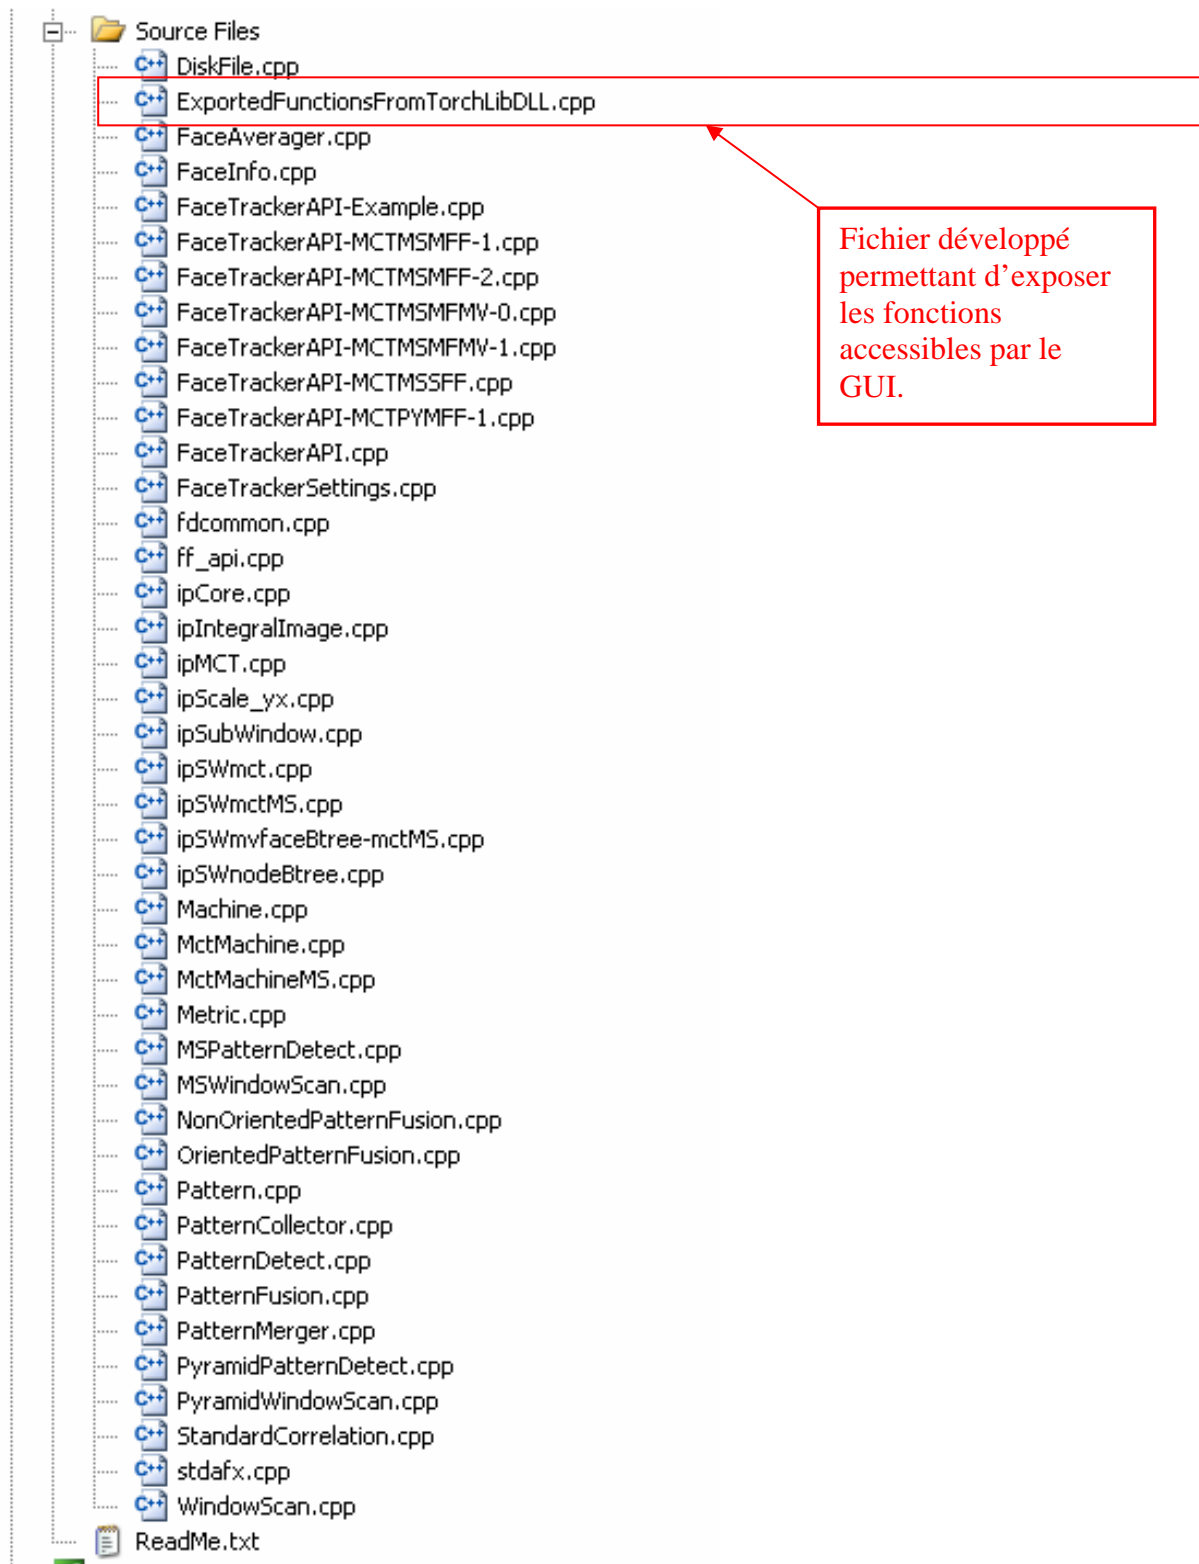 Source Files
DiskFile.cpp
ExportedFunctionsFromTorchLibDLL.cpp
FaceAverager.cpp
FaceInfo.cpp
FaceTrackerAPI-Example.cpp
FaceTrackerAPI-MCTMSMFF-1.cpp
FaceTrackerAPI-MCTMSMFF-2.cpp
FaceTrackerAPI-MCTMSMFMV-0.cpp
FaceTrackerAPI-MCTMSMFMV-1.cpp
FaceTrackerAPI-MCTMSSFF.cpp
FaceTrackerAPI-MCTPYMFF-1.cpp
FaceTrackerAPI.cpp
FaceTrackerSettings.cpp
fdcommon.cpp
ff_api.cpp
ipCore.cpp
ipIntegralImage.cpp
ipMCT.cpp
ipScale_yx.cpp
ipSubWindow.cpp
ipSWmct.cpp
ipSWmctMS.cpp
ipSWmvfaceBtree-mctMS.cpp
ipSWnodeBtree.cpp
Machine.cpp
MctMachine.cpp
MctMachineMS.cpp
Metric.cpp
MSPatternDetect.cpp
MSWindowScan.cpp
NonOrientedPatternFusion.cpp
OrientedPatternFusion.cpp
Pattern.cpp
PatternCollector.cpp
PatternDetect.cpp
PatternFusion.cpp
PatternMerger.cpp
PyramidPatternDetect.cpp
PyramidWindowScan.cpp
StandardCorrelation.cpp
stdafx.cpp
WindowScan.cpp
ReadMe.txt
Fichier développé
permettant d’exposer
les fonctions
accessibles par le
GUI.